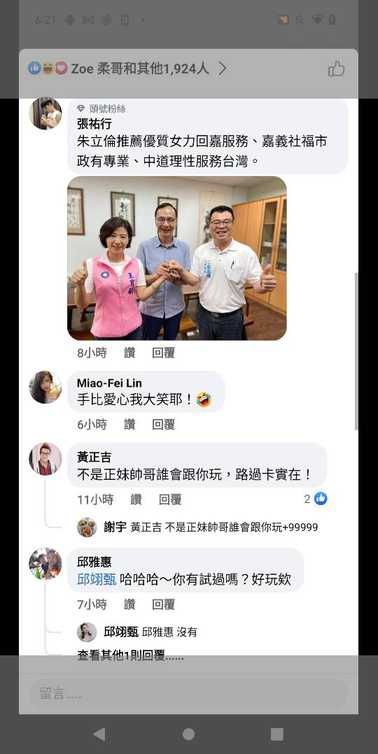 6:21
Zoe 柔哥和其他1,924人
頭號粉絲
張祐行
朱立倫推薦優質女力回嘉服務、嘉義社福市
政有專業、中道理性服務台灣。
8小時 讚 回覆
Miao-Fei Lin
手比愛心我大笑耶！🤣
6小時 讚 回覆
黃正吉
不是正妹帥哥誰會跟你玩，路過卡實在！
11小時 讚 回覆 2
謝宇 黃正吉 不是正妹帥哥誰會跟你玩+99999
邱雅惠
邱翊甄 哈哈哈～你有試過嗎？好玩欸
7小時 讚 回覆
邱翊甄 邱雅惠 沒有
查看其他1則回覆......
留言......